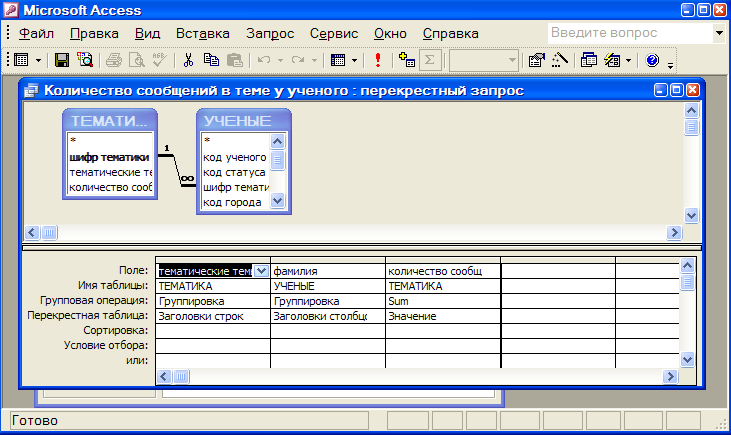 Microsoft Access
Файл Правка Вид Вставка Запрос Сервис Окно Справка Введите вопрос
Количество сообщений в теме у ученого : перекрестный запрос
ТЕМАТИ...
*
шифр тематики
тематические те
количество сооб
1
∞
УЧЕНЫЕ
*
код ученого
код статуса
шифр темати
код города
Поле: тематические тем фамилия количество сообщ
Имя таблицы: ТЕМАТИКА УЧЕНЫЕ ТЕМАТИКА
Групповая операция: Группировка Группировка Sum
Перекрестная таблица: Заголовки строк Заголовки столбцо Значение
Сортировка:
Условие отбора:
или:
Готово